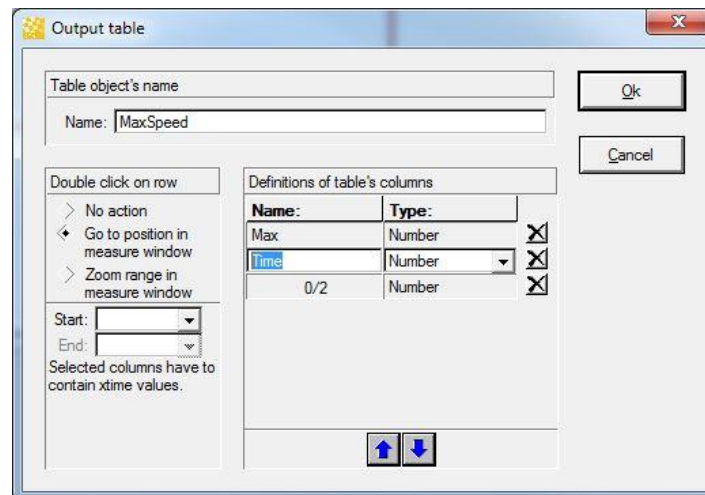 Output table
Table object's name
Name: MaxSpeed
Ok
Cancel
Double click on row
No action
Go to position in
measure window
Zoom range in
measure window
Start:
End:
Selected columns have to
contain xtime values.
Definitions of table's columns
Name: Type:
Max Number
Time Number
0/2 Number